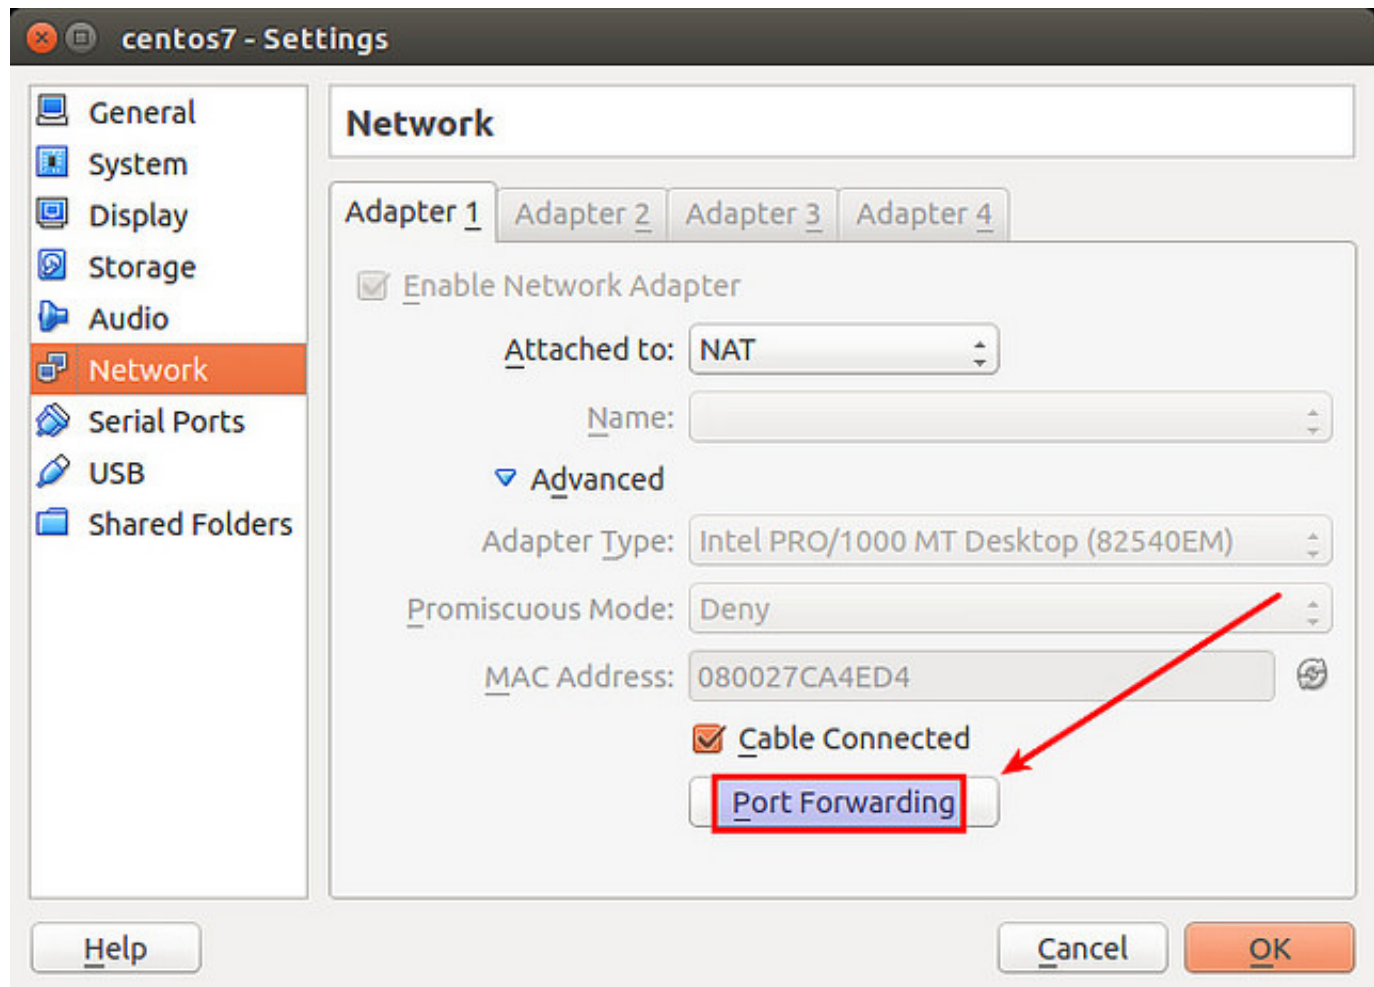 centos7 - Settings
General
System
Display
Storage
Audio
Network
Serial Ports
USB
Shared Folders
Network
Adapter 1 Adapter 2 Adapter 3 Adapter 4
Enable Network Adapter
Attached to: NAT
Name:
Advanced
Adapter Type: Intel PRO/1000 MT Desktop (82540EM)
Promiscuous Mode: Deny
MAC Address: 080027CA4ED4
Cable Connected
Port Forwarding
Help Cancel OK